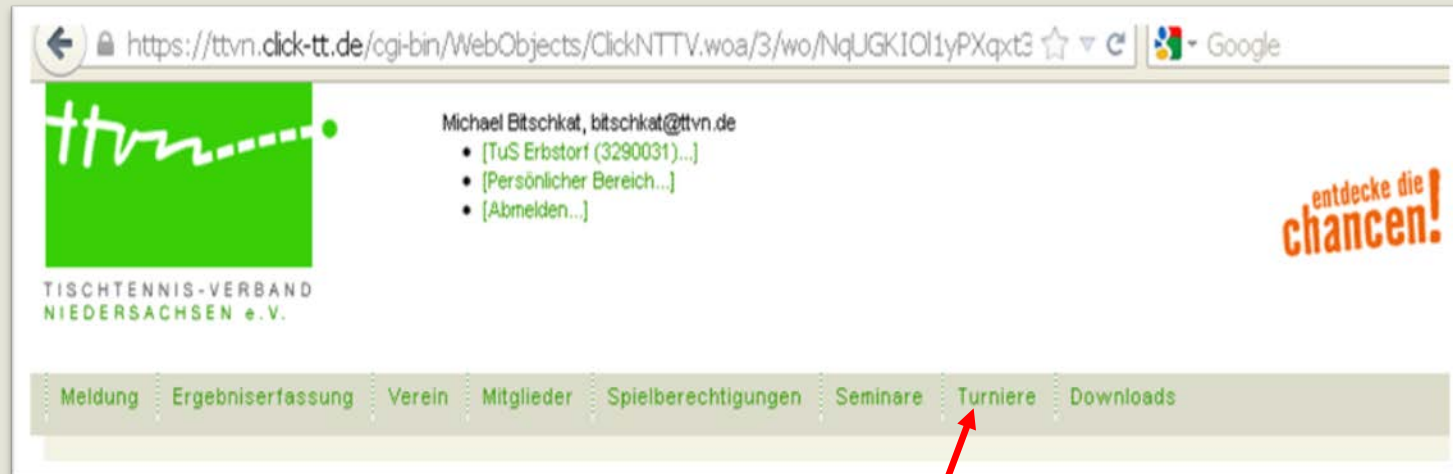 https://ttvn.click-tt.de/cgi-bin/WebObjects/ClickNTTV.woa/3/wo/NqUGKIOl1yPXqxt3 Google
ttvn
Michael Bitschkat, bitschkat@ttvn.de
[TuS Erbstorf (3290031)...]
[Persönlicher Bereich...]
[Abmelden...]
entdecke die
chancen!
TISCHTENNIS-VERBAND
NIEDERSACHSEN e.V.
Meldung Ergebniserfassung Verein Mitglieder Spielberechtigungen Seminare Turniere Downloads